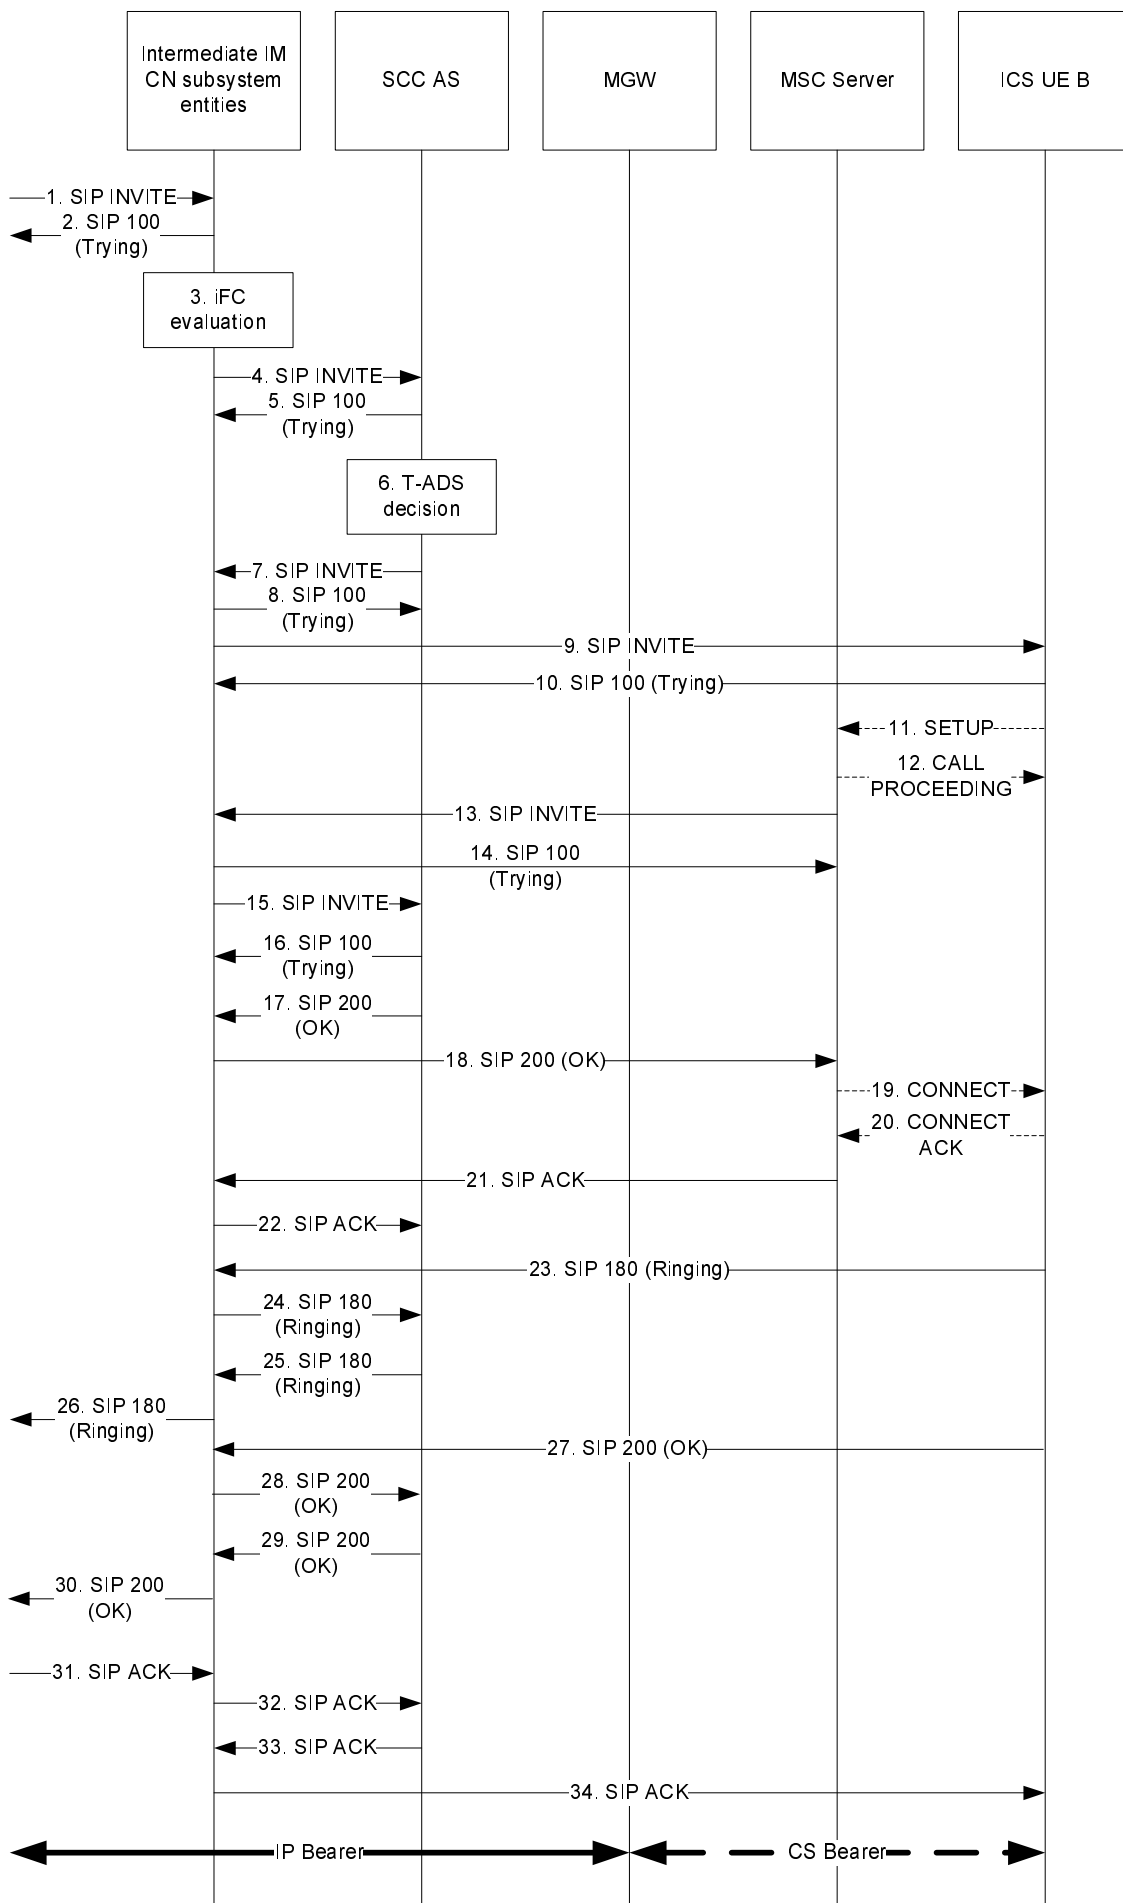 Intermediate IM
CN subsystem
entities
SCC AS
MGW
MSC Server
ICS UE B
1. SIP INVITE
2. SIP 100
(Trying)
3. iFC
evaluation
4. SIP INVITE
5. SIP 100
(Trying)
6. T-ADS
decision
7. SIP INVITE
8. SIP 100
(Trying)
9. SIP INVITE
10. SIP 100 (Trying)
11. SETUP
12. CALL
PROCEEDING
13. SIP INVITE
14. SIP 100
(Trying)
15. SIP INVITE
16. SIP 100
(Trying)
17. SIP 200
(OK)
18. SIP 200 (OK)
19. CONNECT
20. CONNECT
ACK
21. SIP ACK
22. SIP ACK
23. SIP 180 (Ringing)
24. SIP 180
(Ringing)
25. SIP 180
(Ringing)
26. SIP 180
(Ringing)
27. SIP 200 (OK)
28. SIP 200
(OK)
29. SIP 200
(OK)
30. SIP 200
(OK)
31. SIP ACK
32. SIP ACK
33. SIP ACK
34. SIP ACK
IP Bearer
CS Bearer